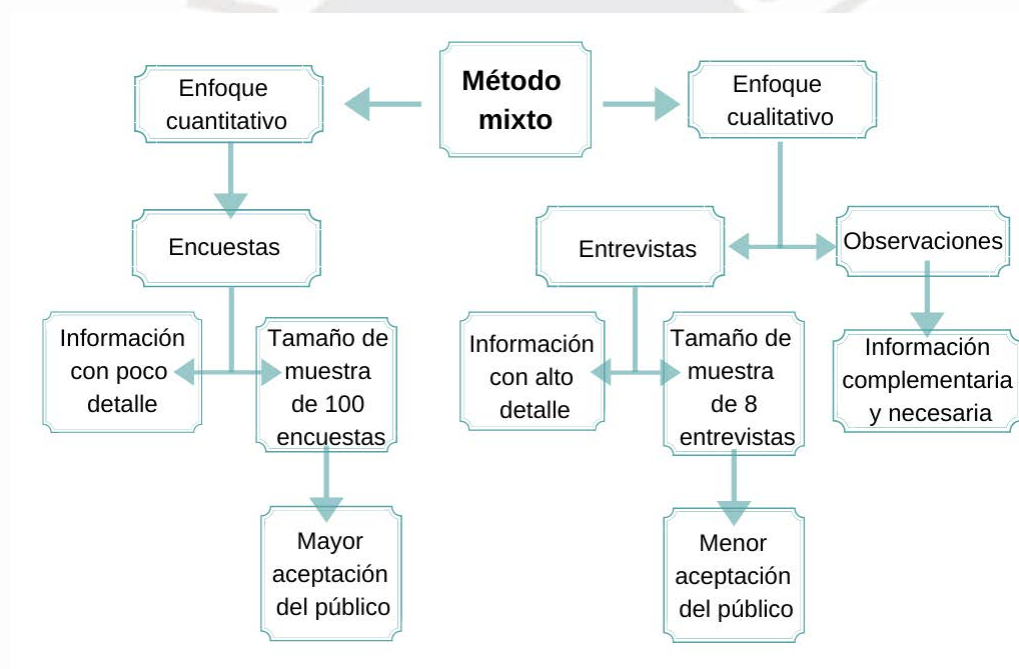 Método
mixto
Enfoque
cuantitativo
Enfoque
cualitativo
Encuestas
Entrevistas
Observaciones
Información
con poco
detalle
Tamaño de
muestra
de 100
encuestas
Información
con alto
detalle
Tamaño de
muestra
de 8
entrevistas
Información
complementaria
y necesaria
Mayor
aceptación
del público
Menor
aceptación
del público